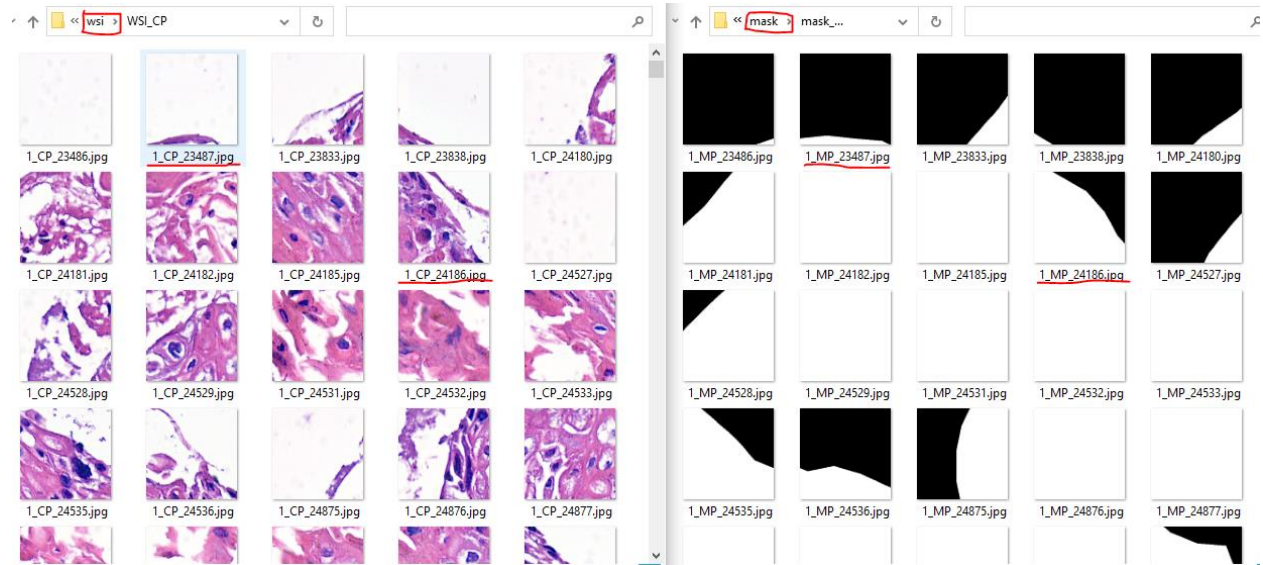 « wsi › WSI_CP
« mask › mask_...
1_CP_23486.jpg 1_CP_23487.jpg 1_CP_23833.jpg 1_CP_23838.jpg 1_CP_24180.jpg
1_CP_24181.jpg 1_CP_24182.jpg 1_CP_24185.jpg 1_CP_24186.jpg 1_CP_24527.jpg
1_CP_24528.jpg 1_CP_24529.jpg 1_CP_24531.jpg 1_CP_24532.jpg 1_CP_24533.jpg
1_CP_24535.jpg 1_CP_24536.jpg 1_CP_24875.jpg 1_CP_24876.jpg 1_CP_24877.jpg
1_MP_23486.jpg 1_MP_23487.jpg 1_MP_23833.jpg 1_MP_23838.jpg 1_MP_24180.jpg
1_MP_24181.jpg 1_MP_24182.jpg 1_MP_24185.jpg 1_MP_24186.jpg 1_MP_24527.jpg
1_MP_24528.jpg 1_MP_24529.jpg 1_MP_24531.jpg 1_MP_24532.jpg 1_MP_24533.jpg
1_MP_24535.jpg 1_MP_24536.jpg 1_MP_24875.jpg 1_MP_24876.jpg 1_MP_24877.jpg